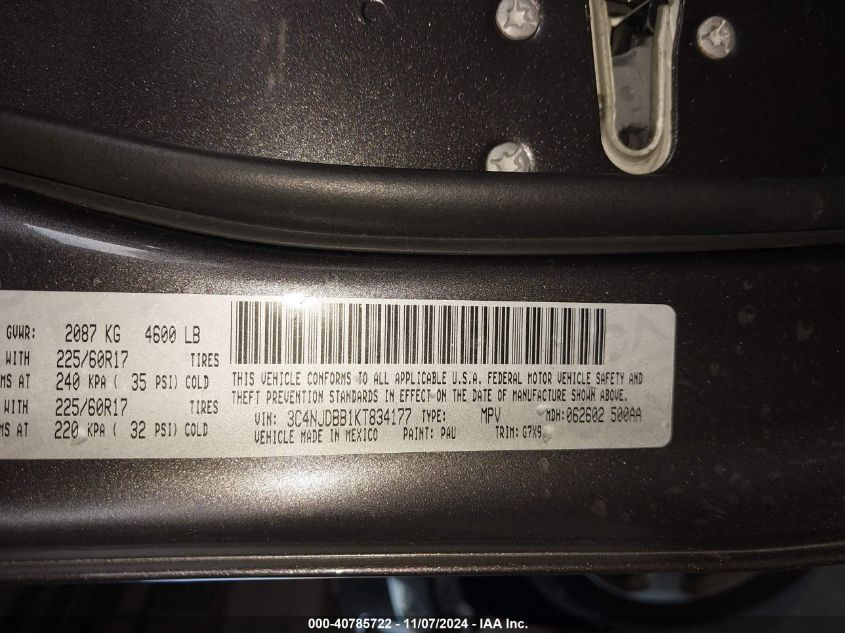 GVWR: 2087 KG 4600 LB
WITH 225/60R17 TIRES
MS AT 240 KPA ( 35 PSI) COLD
225/60R17 TIRES
MS AT 220 KPA ( 32 PSI) COLD
THIS VEHICLE CONFORMS TO ALL APPLICABLE U.S.A. FEDERAL MOTOR VEHICLE SAFETY AND
THEFT PREVENTION STANDARDS IN EFFECT ON THE DATE OF MANUFACTURE SHOWN ABOVE.
VIN: 3C4NJDBB1KT834177 TYPE: MPV MDH: 062602 500AA
VEHICLE MADE IN MEXICO PAINT: PAU TRIM: G7X9
000-40785722 - 11/07/2024 - IAA Inc.